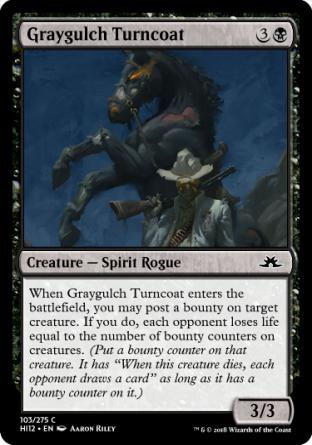 Graygulch Turncoat 3
Creature — Spirit Rogue
When Graygulch Turncoat enters the
battlefield, you may post a bounty on target
creature. If you do, each opponent loses life
equal to the number of bounty counters on
creatures. (Put a bounty counter on that
creature. It has "When this creature dies, each
opponent draws a card" as long as it has a
bounty counter on it.)
3/3
103/275 C
HI12 • EN Aaron Riley
™ & © 2018 Wizards of the Coast